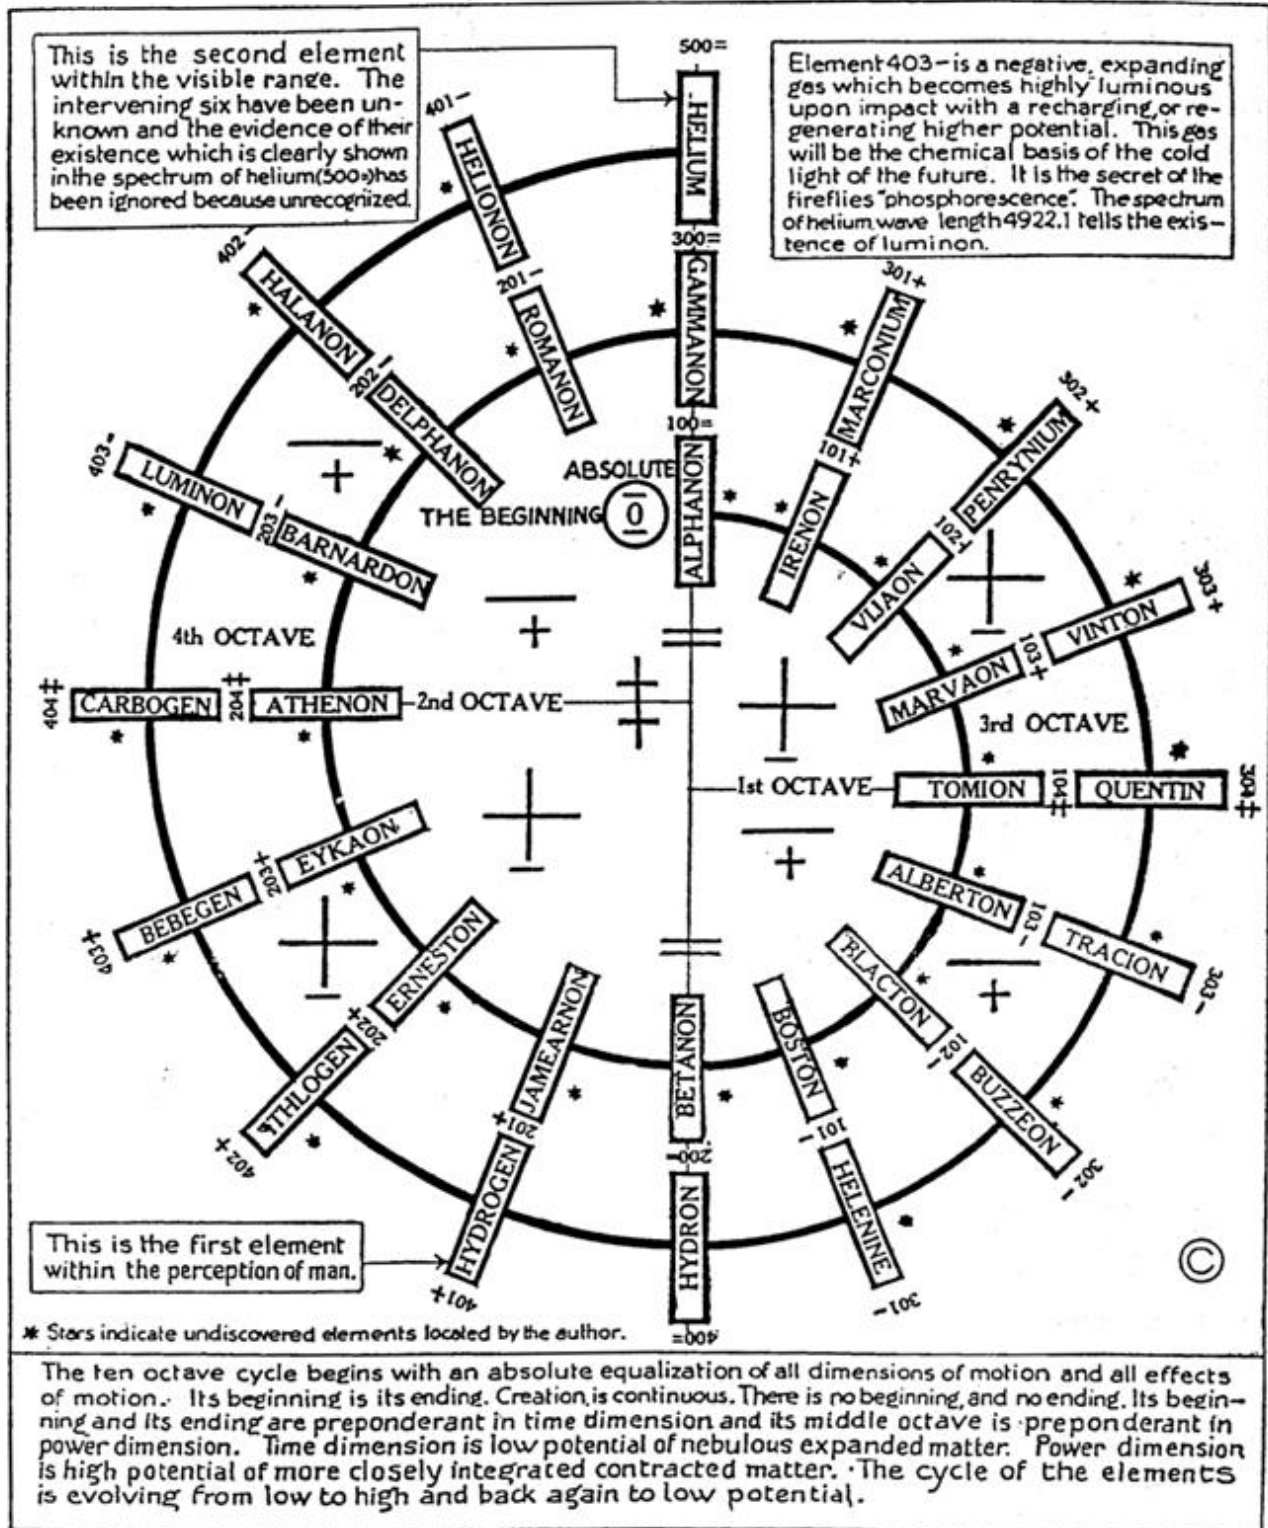 This is the second element
within the visible range. The
intervening six have been un-
known and the evidence of their
existence which is clearly shown
in the spectrum of helium(500=)has
been ignored because unrecognized.
500=
HELIUM
Element 403- is a negative, expanding
gas which becomes highly luminous
upon impact with a recharging, or re-
generating higher potential. This gas
will be the chemical basis of the cold
light of the future. It is the secret of the
fireflies "phosphorescence". The spectrum
of helium wave length 4922.1 tells the exis-
tence of luminon.
401-
HELIONON
402-
HALANON
201-
ROMANON
300=
GAMMANON
301+
MARCONIUM
202-
DELPHANON
302+
PENRYNIUM
403-
LUMINON
203-
BARNARDON
100=
ALPHANON
ABSOLUTE
THE BEGINNING
0
101+
IRENON
102+
VIJAON
303+
VINTON
103+
MARVAON
4th OCTAVE
404‡
CARBOGEN
204‡
ATHENON
2nd OCTAVE
3rd OCTAVE
1st OCTAVE
TOMION
104‡
QUENTIN
304‡
403+
BEBEGEN
203+
EYKAON
ALBERTON
103-
TRACION
303-
402+
ATHLOGEN
202+
ERNESTON
BLACTON
102-
BUZZEON
302-
401+
HYDROGEN
201+
JAMEARNON
BETANON
200=
HYDRON
400=
BOSTON
101-
HELENINE
301-
This is the first element
within the perception of man.
©
* Stars indicate undiscovered elements located by the author.
The ten octave cycle begins with an absolute equalization of all dimensions of motion and all effects
of motion. Its beginning is its ending. Creation is continuous. There is no beginning, and no ending. Its begin-
ning and its ending are preponderant in time dimension and its middle octave is preponderant in
power dimension. Time dimension is low potential of nebulous expanded matter. Power dimension
is high potential of more closely integrated contracted matter. The cycle of the elements
is evolving from low to high and back again to low potential.